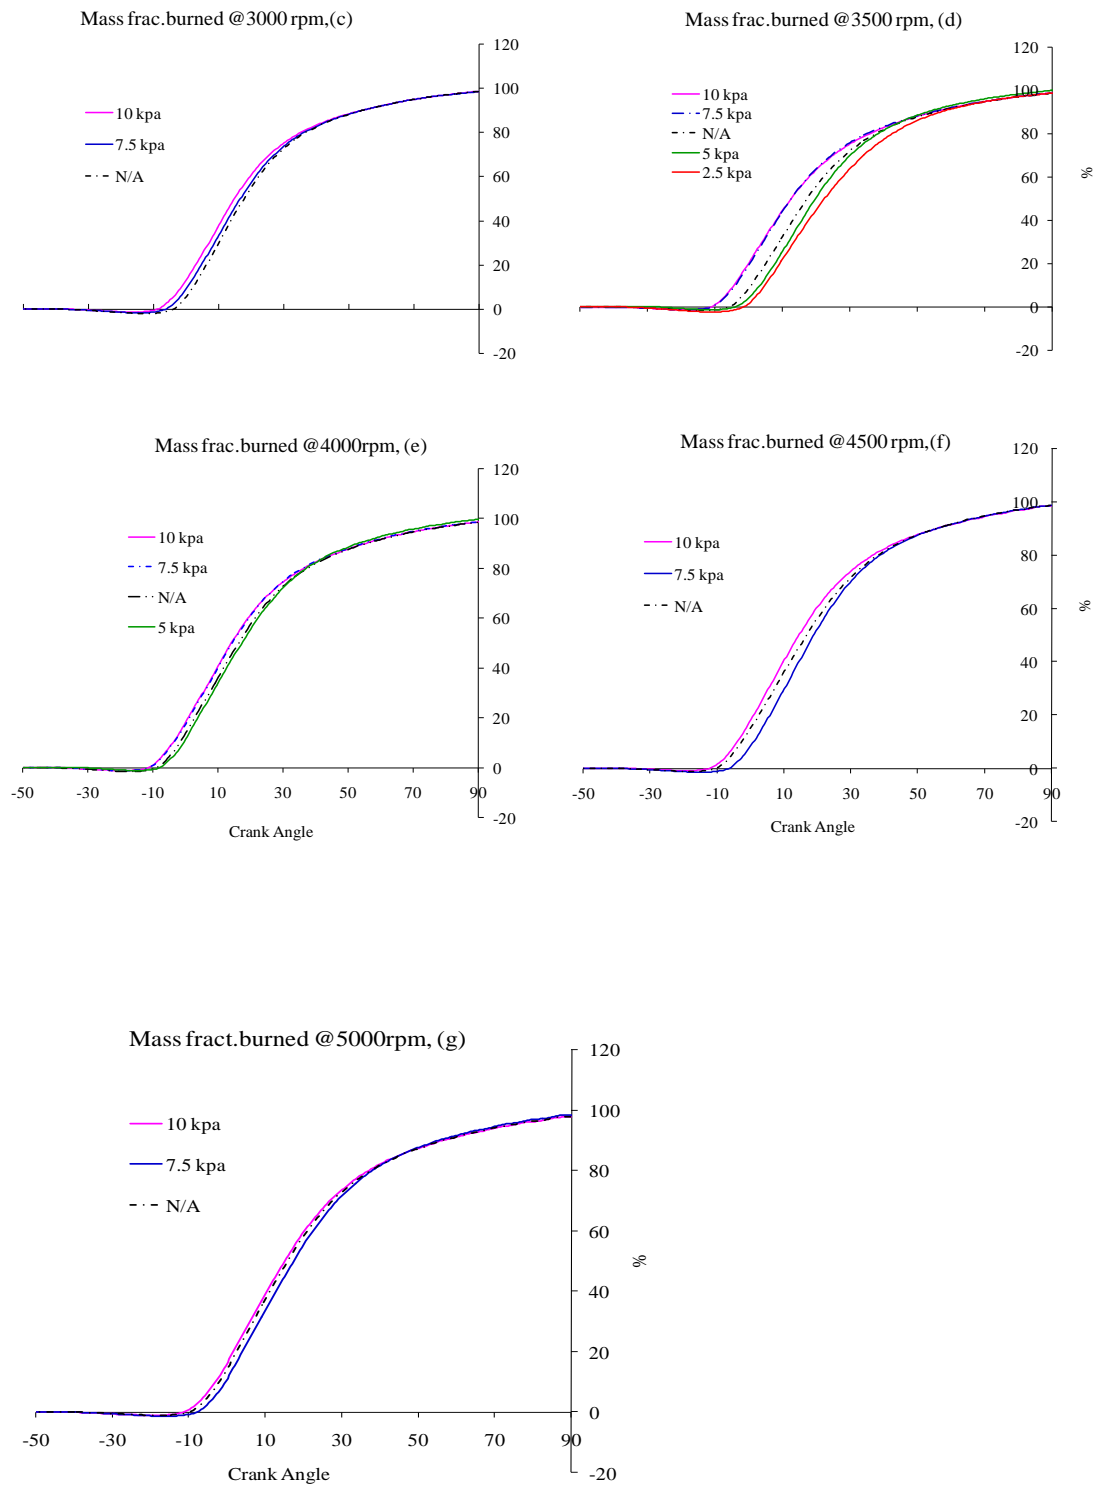 Mass frac.burned @3000 rpm,(c)
120
100
80
60
40
20
0
-20
10 kpa
7.5 kpa
N/A
Mass frac.burned @3500 rpm, (d)
120
100
80
60
40
20
0
-20
%
10 kpa
7.5 kpa
N/A
5 kpa
2.5 kpa
Mass frac.burned @4000rpm, (e)
120
100
80
60
40
20
0
-20
10 kpa
7.5 kpa
N/A
5 kpa
-50 -30 -10 10 30 50 70 90
Crank Angle
Mass frac.burned @4500 rpm,(f)
120
100
80
60
40
20
0
-20
%
10 kpa
7.5 kpa
N/A
-50 -30 -10 10 30 50 70 90
Crank Angle
Mass fract.burned @5000rpm, (g)
120
100
80
60
40
20
0
-20
%
10 kpa
7.5 kpa
N/A
-50 -30 -10 10 30 50 70 90
Crank Angle